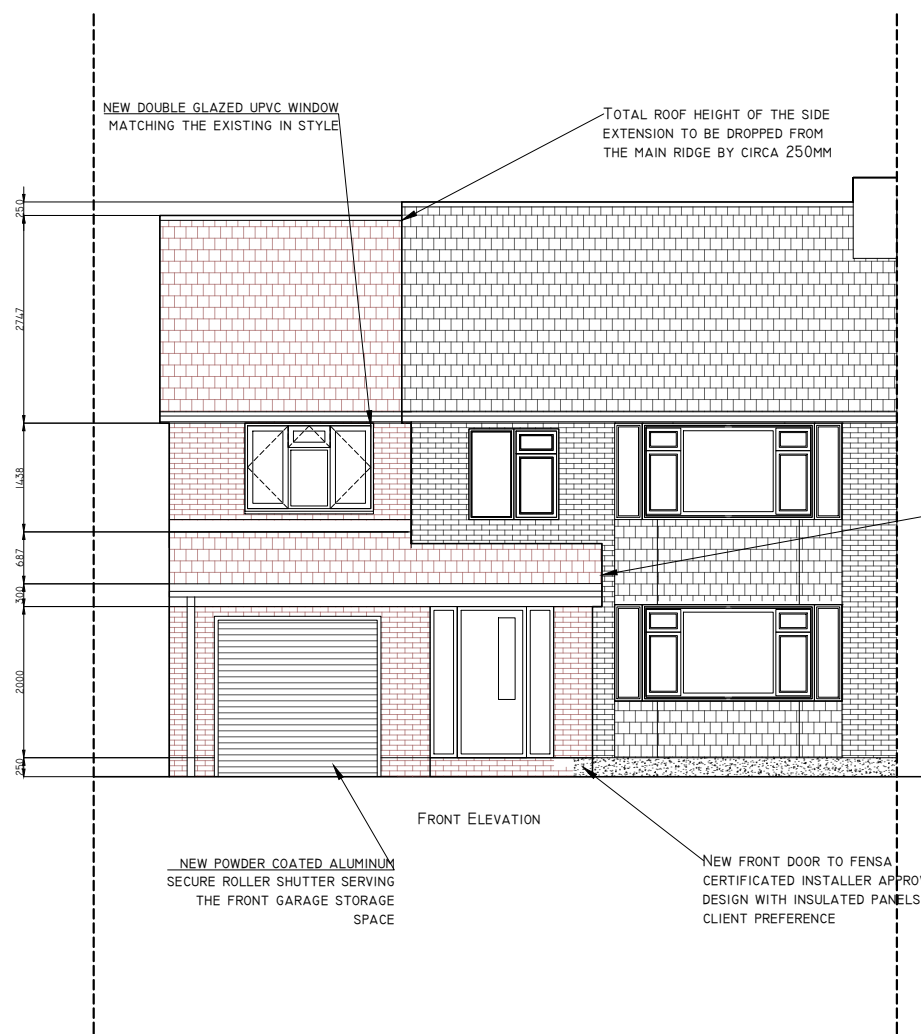 NEW DOUBLE GLAZED UPVC WINDOW
MATCHING THE EXISTING IN STYLE
TOTAL ROOF HEIGHT OF THE SIDE
EXTENSION TO BE DROPPED FROM
THE MAIN RIDGE BY CIRCA 250MM
250
2747
1438
687
300
2000
250
FRONT ELEVATION
NEW POWDER COATED ALUMINUM
SECURE ROLLER SHUTTER SERVING
THE FRONT GARAGE STORAGE
SPACE
NEW FRONT DOOR TO FENSA
CERTIFICATED INSTALLER APPROV
DESIGN WITH INSULATED PANELS
CLIENT PREFERENCE